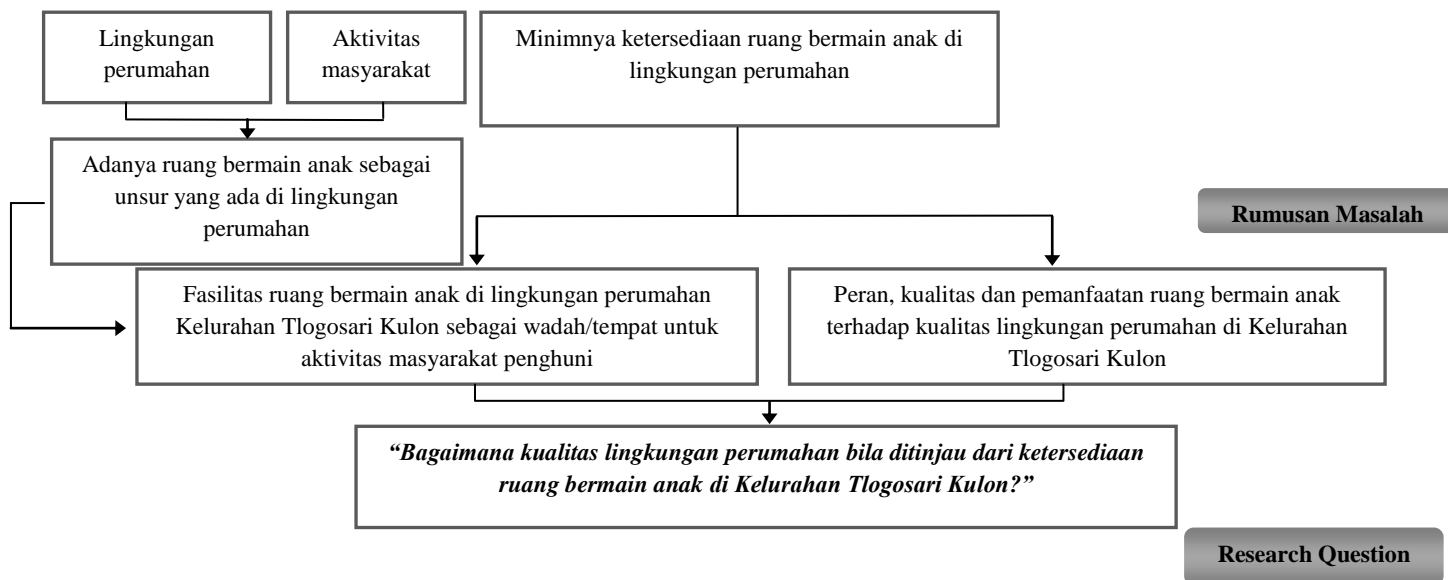 Lingkungan
perumahan
Aktivitas
masyarakat
Minimnya ketersediaan ruang bermain anak di
lingkungan perumahan
Adanya ruang bermain anak sebagai
unsur yang ada di lingkungan
perumahan
Rumusan Masalah
Fasilitas ruang bermain anak di lingkungan perumahan
Kelurahan Tlogosari Kulon sebagai wadah/tempat untuk
aktivitas masyarakat penghuni
Peran, kualitas dan pemanfaatan ruang bermain anak
terhadap kualitas lingkungan perumahan di Kelurahan
Tlogosari Kulon
“Bagaimana kualitas lingkungan perumahan bila ditinjau dari ketersediaan
ruang bermain anak di Kelurahan Tlogosari Kulon?”
Research Question